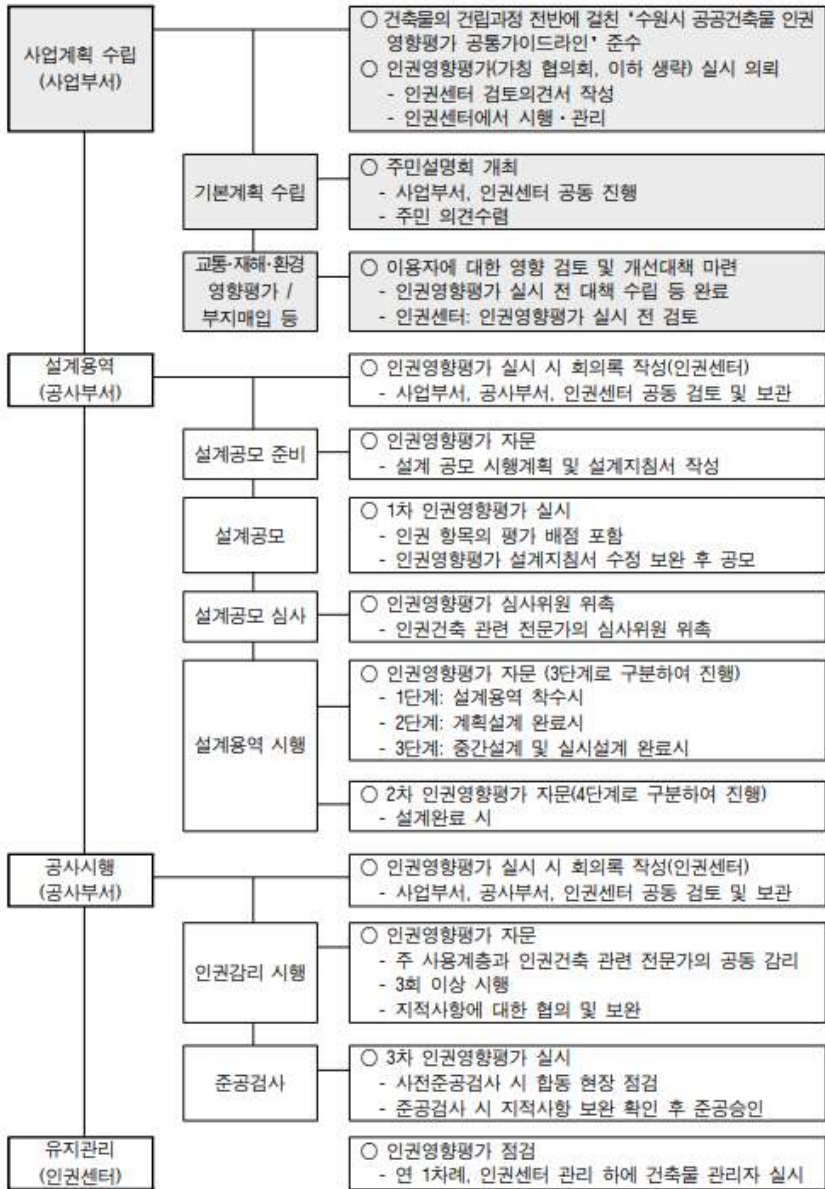 사업계획 수립
(사업부서)
○ 건축물의 건립과정 전반에 걸친 '수원시 공공건축물 인권
영향평가 공통가이드라인' 준수
○ 인권영향평가(가칭 협의회, 이하 생략) 실시 의뢰
- 인권센터 검토의견서 작성
- 인권센터에서 시행·관리
기본계획 수립
○ 주민설명회 개최
- 사업부서, 인권센터 공동 진행
- 주민 의견수렴
교통·재해·환경
영향평가 /
부지매입 등
○ 이용자에 대한 영향 검토 및 개선대책 마련
- 인권영향평가 실시 전 대책 수립 등 완료
- 인권센터: 인권영향평가 실시 전 검토
설계용역
(공사부서)
○ 인권영향평가 실시 시 회의록 작성(인권센터)
- 사업부서, 공사부서, 인권센터 공동 검토 및 보관
설계공모 준비
○ 인권영향평가 자문
- 설계 공모 시행계획 및 설계지침서 작성
설계공모
○ 1차 인권영향평가 실시
- 인권 항목의 평가 배점 포함
- 인권영향평가 설계지침서 수정 보완 후 공모
설계공모 심사
○ 인권영향평가 심사위원 위촉
- 인권건축 관련 전문가의 심사위원 위촉
설계용역 시행
○ 인권영향평가 자문 (3단계로 구분하여 진행)
- 1단계: 설계용역 착수시
- 2단계: 계획설계 완료시
- 3단계: 중간설계 및 실시설계 완료시
○ 2차 인권영향평가 자문(4단계로 구분하여 진행)
- 설계완료 시
공사시행
(공사부서)
○ 인권영향평가 실시 시 회의록 작성(인권센터)
- 사업부서, 공사부서, 인권센터 공동 검토 및 보관
인권감리 시행
○ 인권영향평가 자문
- 주 사용계층과 인권건축 관련 전문가의 공동 감리
- 3회 이상 시행
- 지적사항에 대한 협의 및 보완
준공검사
○ 3차 인권영향평가 실시
- 사전준공검사 시 합동 현장 점검
- 준공검사 시 지적사항 보완 확인 후 준공승인
유지관리
(인권센터)
○ 인권영향평가 점검
- 연 1차례, 인권센터 관리 하에 건축물 관리자 실시